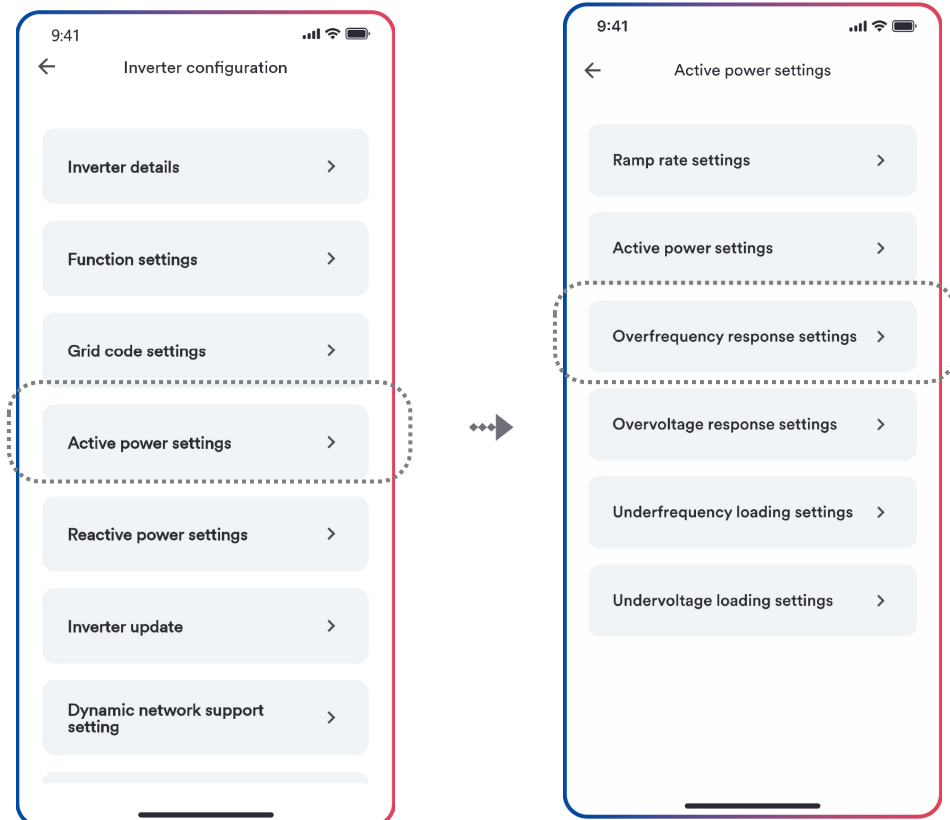 9:41
Inverter configuration
Inverter details
Function settings
Grid code settings
Active power settings
Reactive power settings
Inverter update
Dynamic network support
setting
9:41
Active power settings
Ramp rate settings
Active power settings
Overfrequency response settings
Overvoltage response settings
Underfrequency loading settings
Undervoltage loading settings